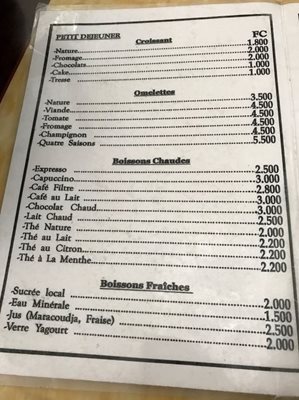 PETIT DEJEUNER FC
Croissant
-Nature 1.800
-Fromage 2.000
-Chocolats 2.000
-Cake 1.000
-Tresse 1.000
Omelettes
-Nature 3.500
-Viande 4.500
-Tomate 4.500
-Fromage 4.500
-Champignon 4.500
-Quatre Saisons 5.500
Boissons Chaudes
-Espresso 2.500
-Capuccino 3.000
-Café Filtre 2.800
-Café au Lait 3.000
-Chocolat Chaud 3.000
-Lait Chaud 2.500
-Thé Nature 2.000
-Thé au Lait 2.200
-Thé au Citron 2.200
-Thé à La Menthe 2.200
Boissons Fraîches
-Sucrée local 2.000
-Eau Minérale 1.500
-Jus (Maracoudja, Fraise) 2.500
-Verre Yagourt 2.000